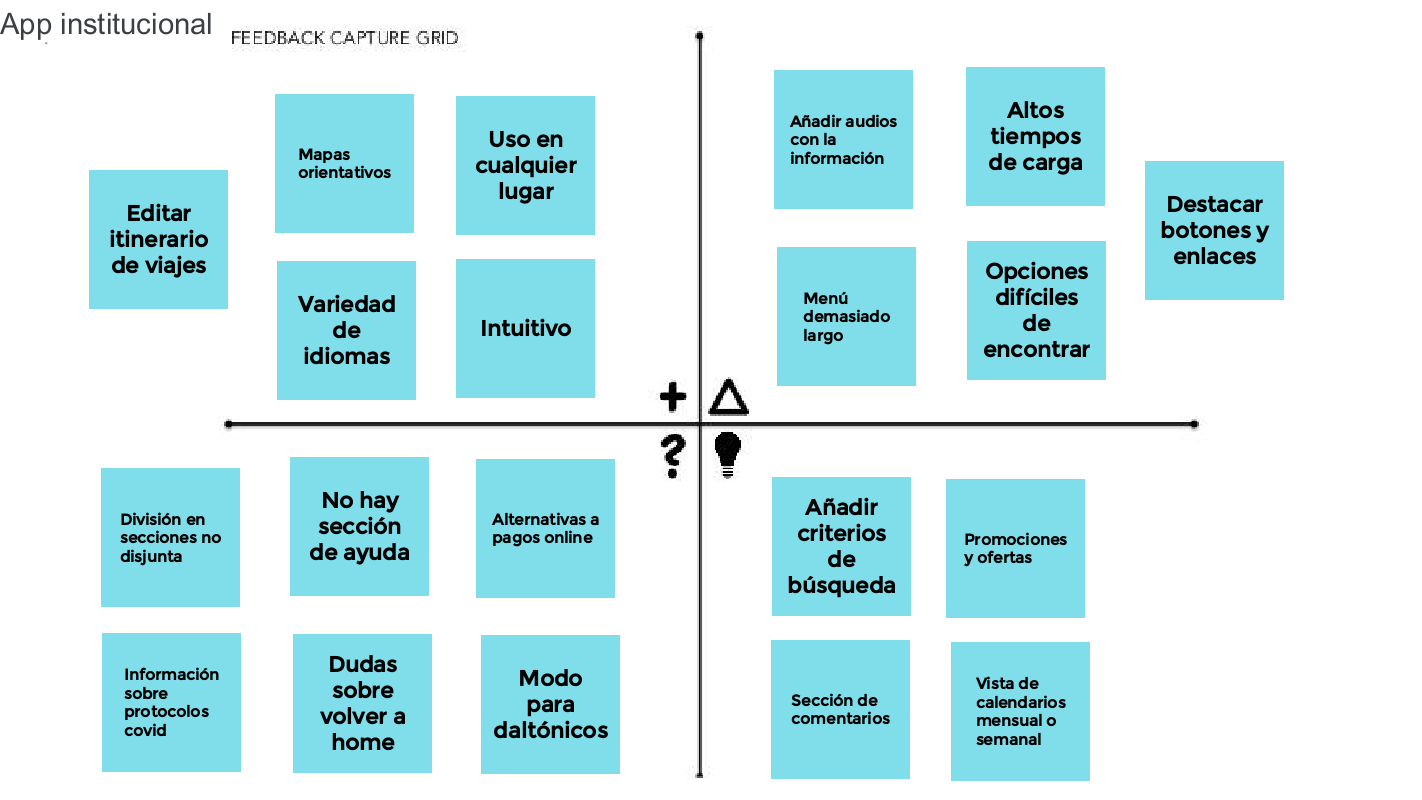 App institucional
FEEDBACK CAPTURE GRID
Editar
itinerario
de viajes
Mapas
orientativos
Uso en
cualquier
lugar
Variedad
de
idiomas
Intuitivo
Añadir audios
con la
información
Altos
tiempos
de carga
Destacar
botones y
enlaces
Menú
demasiado
largo
Opciones
difíciles
de
encontrar
+
?
División en
secciones no
disjunta
No hay
sección
de ayuda
Alternativas a
pagos online
Información
sobre
protocolos
covid
Dudas
sobre
volver a
home
Modo
para
daltónicos
Añadir
criterios
de
búsqueda
Promociones
y ofertas
Sección de
comentarios
Vista de
calendarios
mensual o
semanal